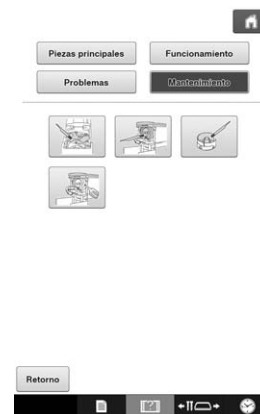 Piezas principales
Funcionamiento
Problemas
Mantenimiento
Retorno